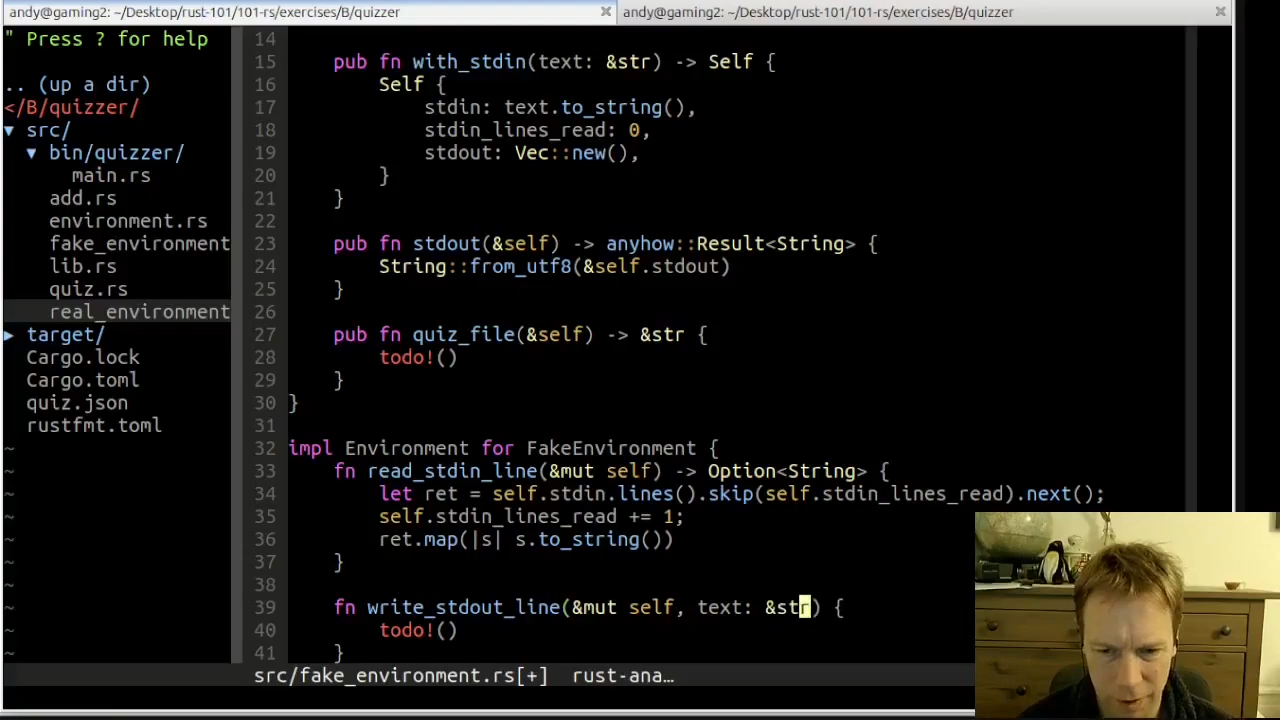 andy@gaming2: ~/Desktop/rust-101/101-rs/exercises/B/quizzer
andy@gaming2: ~/Desktop/rust-101/101-rs/exercises/B/quizzer
" Press ? for help
.. (up a dir)
</B/quizzer/
▼ src/
▼ bin/quizzer/
main.rs
add.rs
environment.rs
fake_environment
lib.rs
quiz.rs
real_environment
▶ target/
Cargo.lock
Cargo.toml
quiz.json
rustfmt.toml
~
~
~
~
~
~
~
~
~
~
14
15 pub fn with_stdin(text: &str) -> Self {
16 Self {
17 stdin: text.to_string(),
18 stdin_lines_read: 0,
19 stdout: Vec::new(),
20 }
21 }
22
23 pub fn stdout(&self) -> anyhow::Result<String> {
24 String::from_utf8(&self.stdout)
25 }
26
27 pub fn quiz_file(&self) -> &str {
28 todo!()
29 }
30 }
31
32 impl Environment for FakeEnvironment {
33 fn read_stdin_line(&mut self) -> Option<String> {
34 let ret = self.stdin.lines().skip(self.stdin_lines_read).next();
35 self.stdin_lines_read += 1;
36 ret.map(|s| s.to_string())
37 }
38
39 fn write_stdout_line(&mut self, text: &str) {
40 todo!()
41 }
src/fake_environment.rs[+] rust-ana…